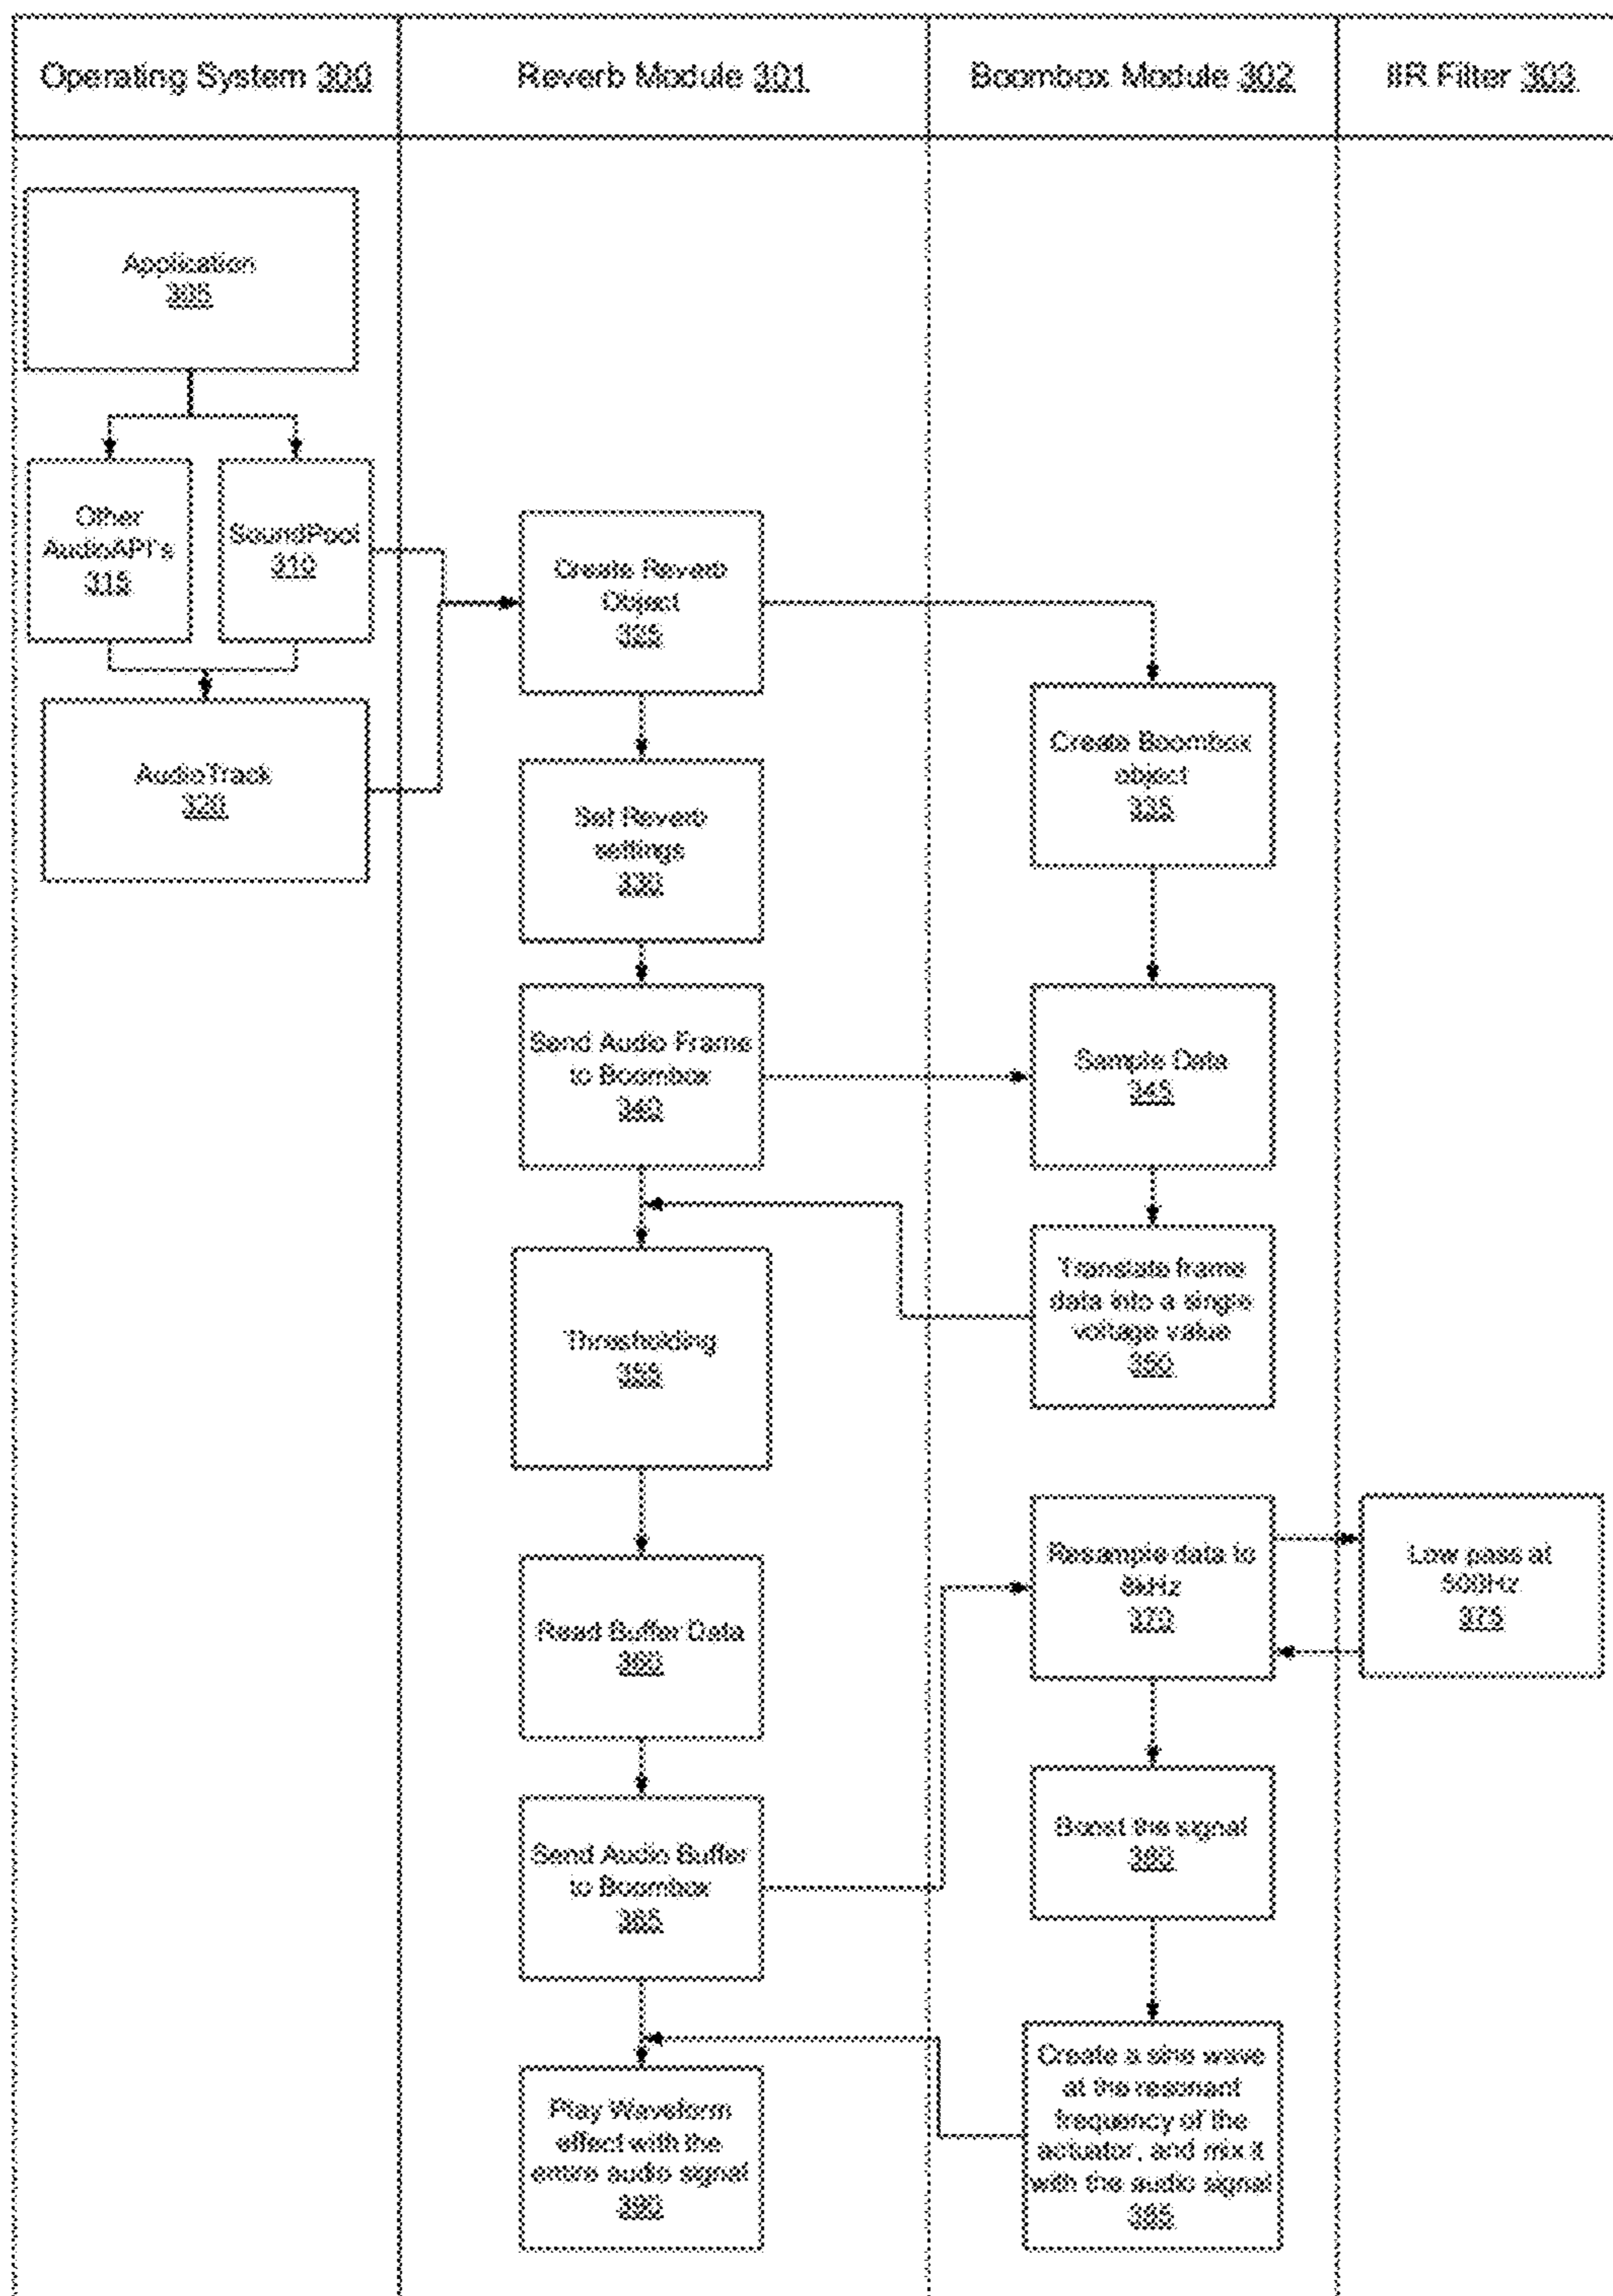 Operating System 300
Reverb Module 301
Boombox Module 302
IIR Filter 303
Application
305
Other
AudioAPI's
315
SoundPool
310
AudioTrack
320
Create Reverb
Object
325
Set Reverb
settings
330
Send Audio Frame
to Boombox
340
Thresholding
355
Read Buffer Data
360
Send Audio Buffer
to Boombox
365
Play Waveform
effect with the
entire audio signal
390
Create Boombox
object
335
Sample Data
345
Translate frame
data into a single
voltage value
350
Resample data to
8kHz
370
Boost the signal
380
Create a sine wave
at the resonant
frequency of the
actuator, and mix it
with the audio signal
385
Low pass at
500Hz
375